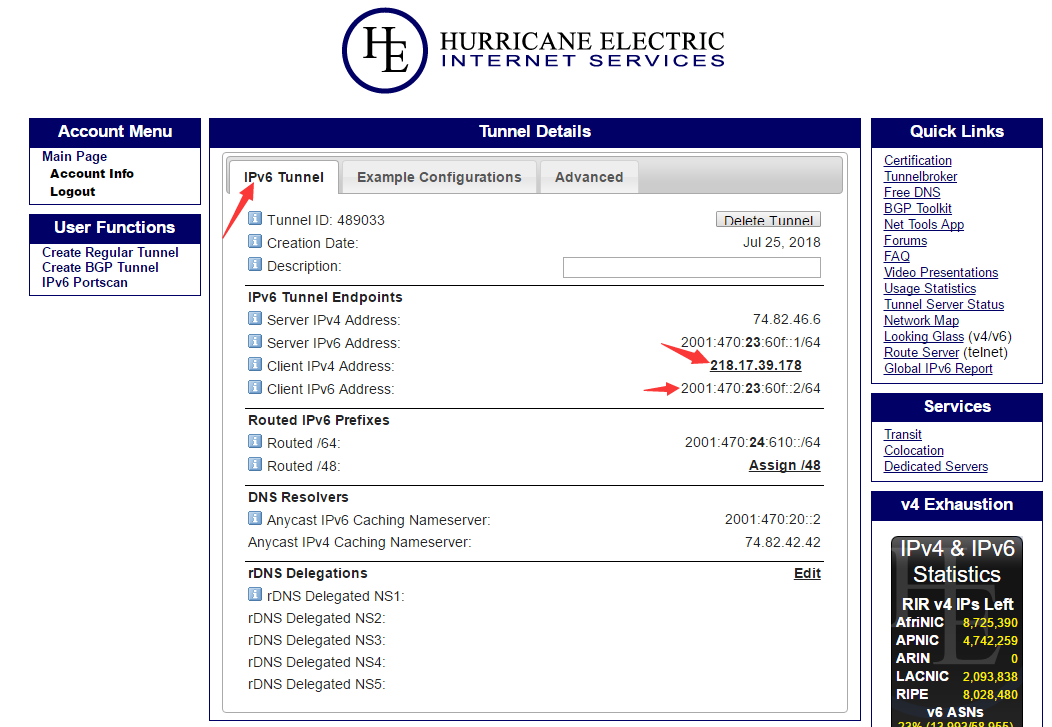 HE
HURRICANE ELECTRIC
INTERNET SERVICES
Account Menu
Main Page
Account Info
Logout
User Functions
Create Regular Tunnel
Create BGP Tunnel
IPv6 Portscan
Tunnel Details
IPv6 Tunnel
Example Configurations
Advanced
Tunnel ID: 489033 Delete Tunnel
Creation Date: Jul 25, 2018
Description:
IPv6 Tunnel Endpoints
Server IPv4 Address: 74.82.46.6
Server IPv6 Address: 2001:470:23:60f::1/64
Client IPv4 Address: 218.17.39.178
Client IPv6 Address: 2001:470:23:60f::2/64
Routed IPv6 Prefixes
Routed /64: 2001:470:24:610::/64
Routed /48: Assign /48
DNS Resolvers
Anycast IPv6 Caching Nameserver: 2001:470:20::2
Anycast IPv4 Caching Nameserver: 74.82.42.42
rDNS Delegations Edit
rDNS Delegated NS1:
rDNS Delegated NS2:
rDNS Delegated NS3:
rDNS Delegated NS4:
rDNS Delegated NS5:
Quick Links
Certification
Tunnelbroker
Free DNS
BGP Toolkit
Net Tools App
Forums
FAQ
Video Presentations
Usage Statistics
Tunnel Server Status
Network Map
Looking Glass (v4/v6)
Route Server (telnet)
Global IPv6 Report
Services
Transit
Colocation
Dedicated Servers
v4 Exhaustion
IPv4 & IPv6
Statistics
RIR v4 IPs Left
AfriNIC 8,725,390
APNIC 4,742,259
ARIN 0
LACNIC 2,093,838
RIPE 8,028,480
v6 ASNs